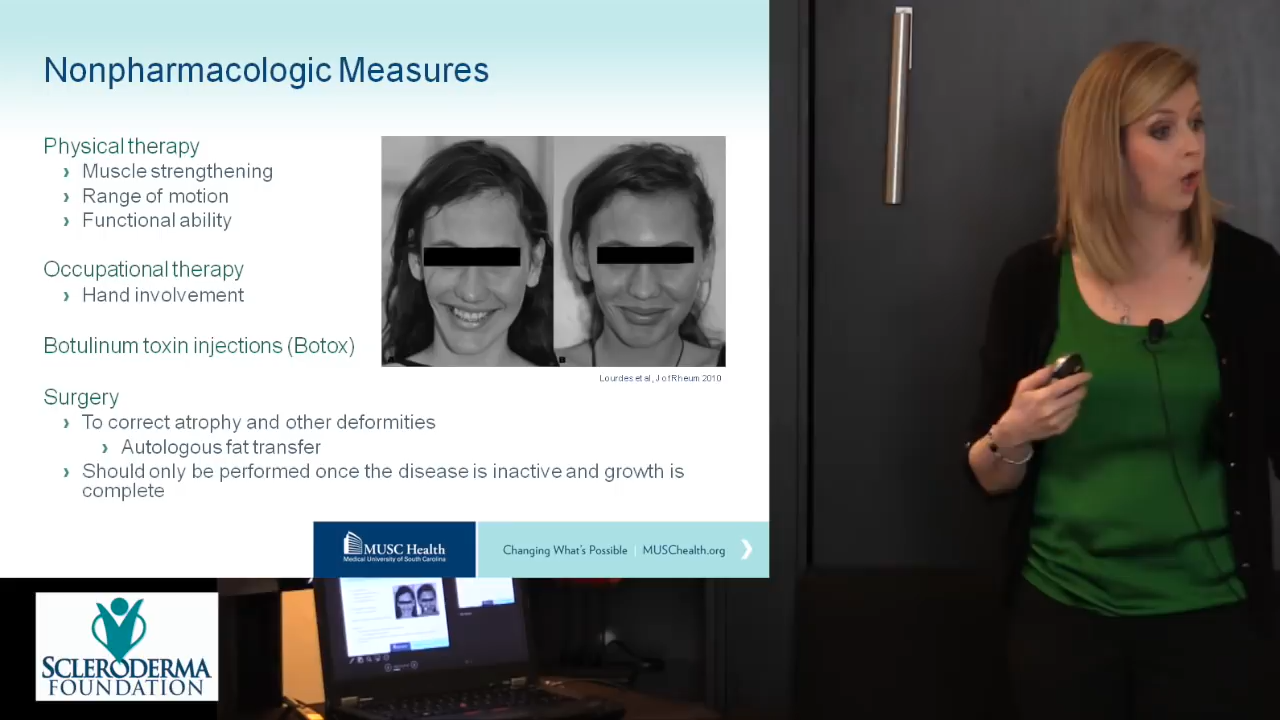 Nonpharmacologic Measures
Physical therapy
› Muscle strengthening
› Range of motion
› Functional ability
Occupational therapy
› Hand involvement
Botulinum toxin injections (Botox)
Lourdes et al, J of Rheum 2010
Surgery
› To correct atrophy and other deformities
› Autologous fat transfer
› Should only be performed once the disease is inactive and growth is
complete
MUSC Health
Medical University of South Carolina
Changing What's Possible | MUSChealth.org
SCLERODERMA
FOUNDATION